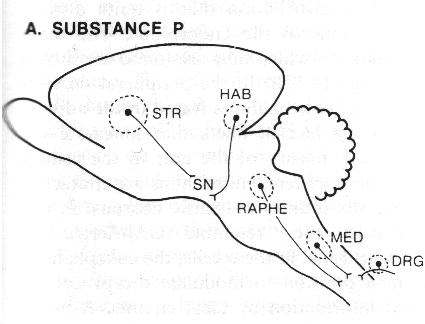 A. SUBSTANCE P
STR
HAB
SN
RAPHE
MED
DRG